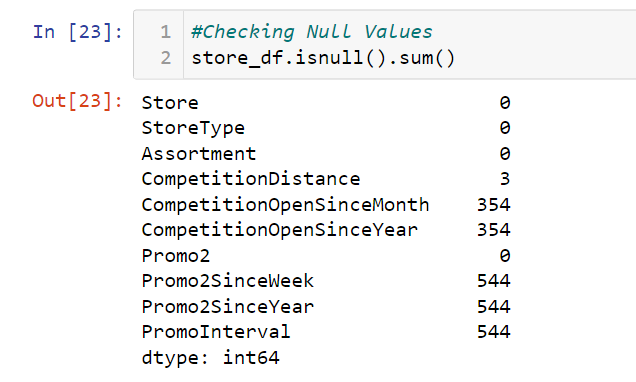 In [23]:
1 #Checking Null Values
2 store_df.isnull().sum()
Out[23]:
Store 0
StoreType 0
Assortment 0
CompetitionDistance 3
CompetitionOpenSinceMonth 354
CompetitionOpenSinceYear 354
Promo2 0
Promo2SinceWeek 544
Promo2SinceYear 544
PromoInterval 544
dtype: int64